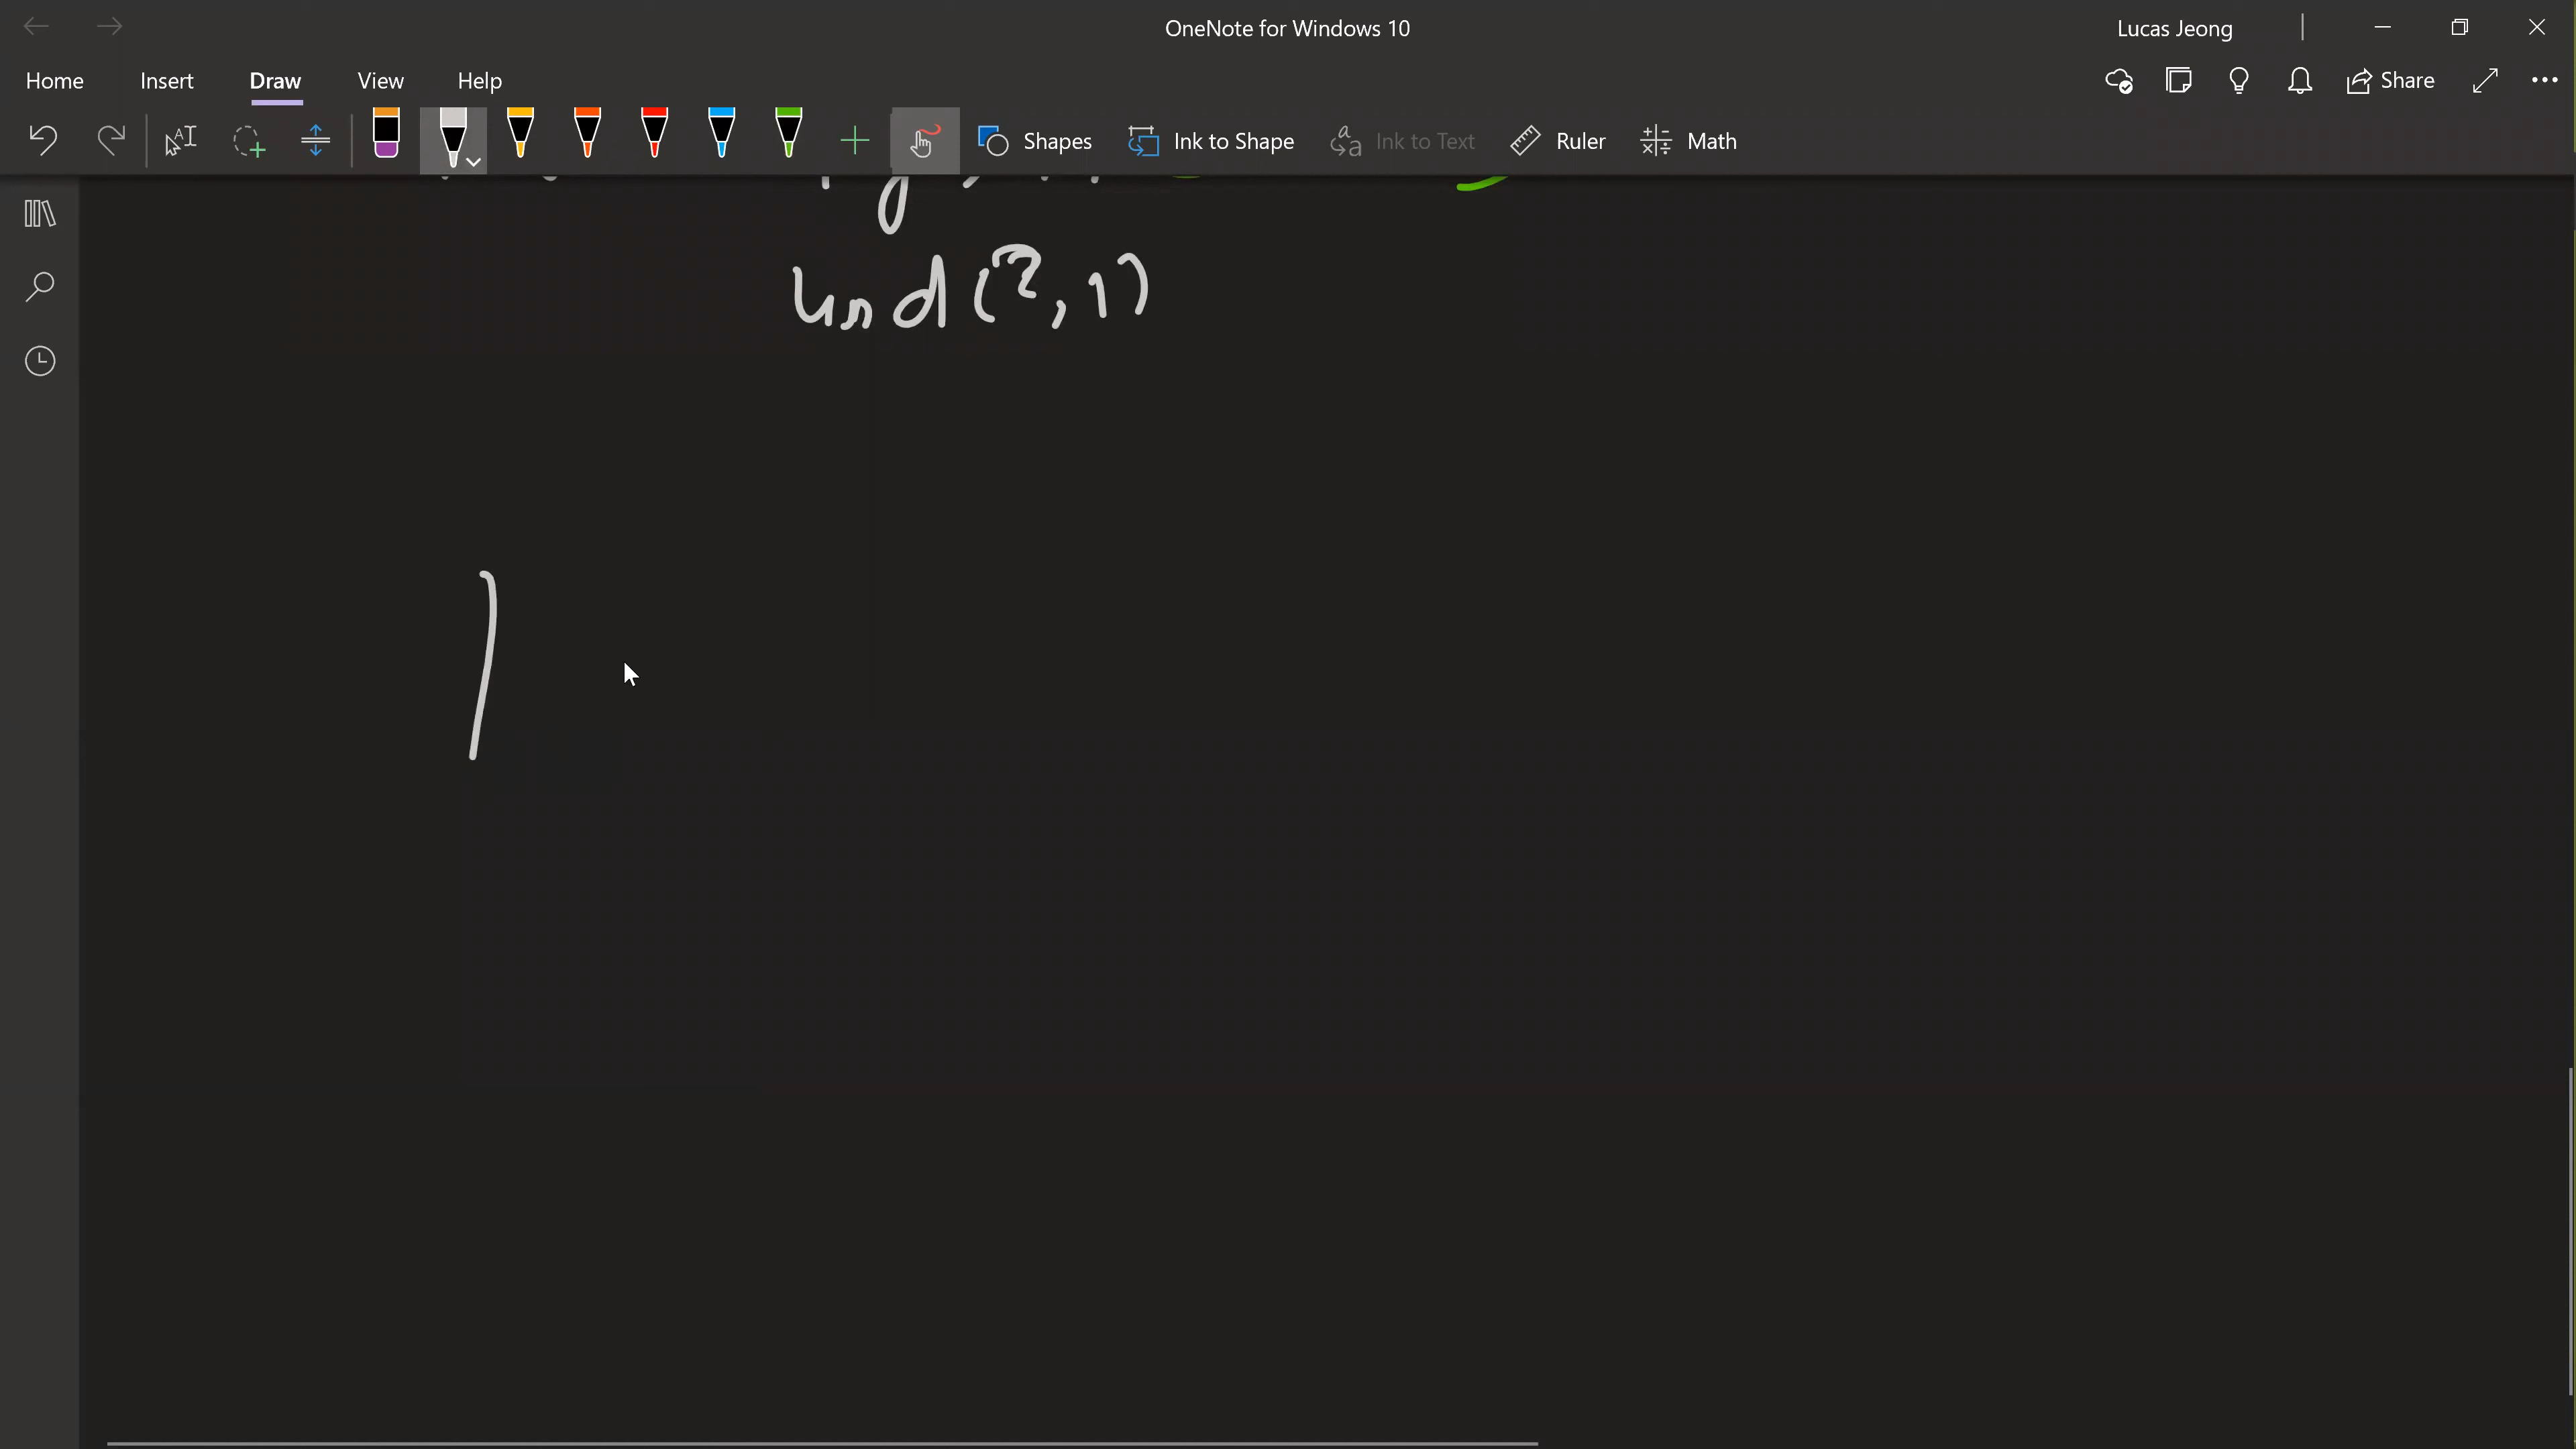 OneNote for Windows 10
Lucas Jeong
Home Insert Draw View Help
Share
Shapes Ink to Shape Ink to Text Ruler Math
und (?, 1)